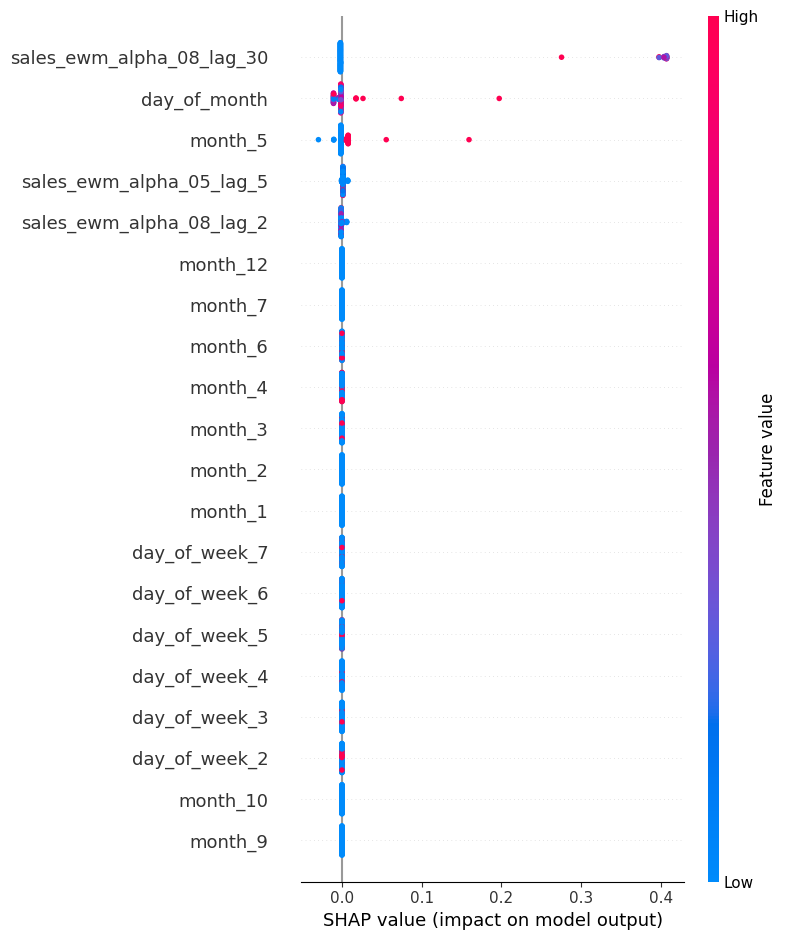 High
sales_ewm_alpha_08_lag_30
day_of_month
month_5
sales_ewm_alpha_05_lag_5
sales_ewm_alpha_08_lag_2
month_12
month_7
month_6
month_4
month_3
month_2
month_1
day_of_week_7
day_of_week_6
day_of_week_5
day_of_week_4
day_of_week_3
day_of_week_2
month_10
month_9
Feature value
Low
0.0 0.1 0.2 0.3 0.4
SHAP value (impact on model output)